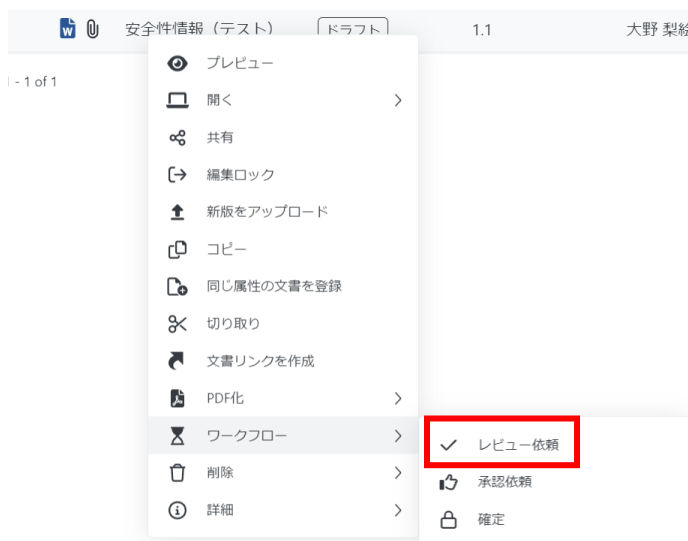 安全性情報（テスト） ドラフト 1.1 大野 梨絵
- 1 of 1
プレビュー
開く
共有
編集ロック
新版をアップロード
コピー
同じ属性の文書を登録
切り取り
文書リンクを作成
PDF化
ワークフロー
レビュー依頼
削除
承認依頼
詳細
確定